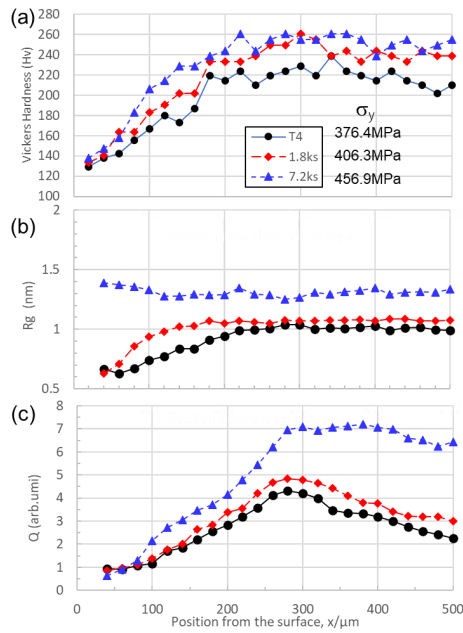 (a)
280
260
240
220
200
180
160
140
120
100
Vickers Hardness (Hv)
σy
T4 376.4MPa
1.8ks 406.3MPa
7.2ks 456.9MPa
(b)
2
1.5
1
0.5
Rg (nm)
(c)
8
7
6
5
4
3
2
1
0
Q (arb.umi)
0 100 200 300 400 500
Position from the surface, x/μm